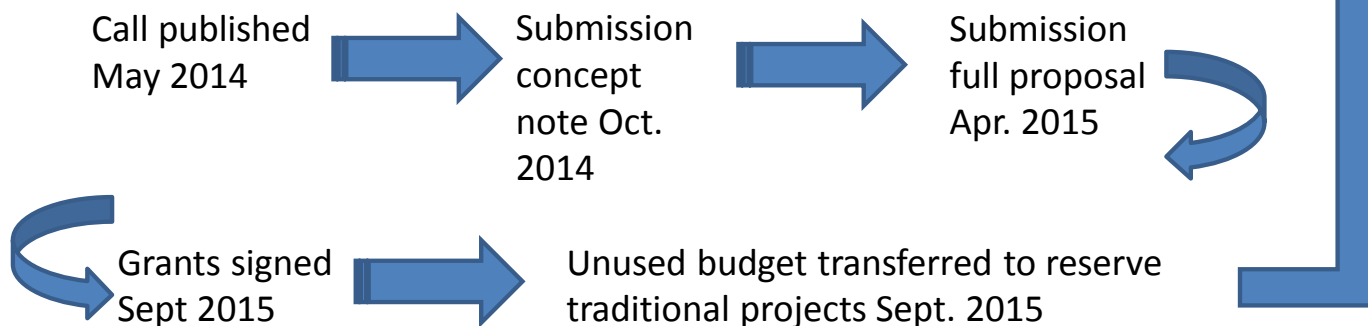 Call published
May 2014
Submission
concept
note Oct.
2014
Submission
full proposal
Apr. 2015
Grants signed
Sept 2015
Unused budget transferred to reserve
traditional projects Sept. 2015